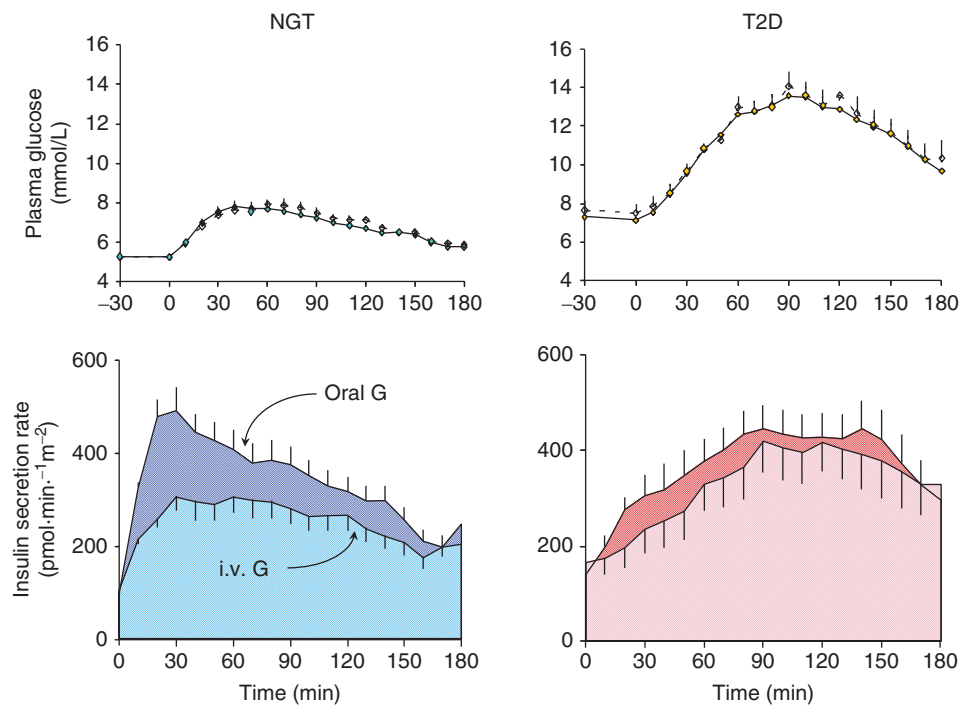 NGT
T2D
Plasma glucose
(mmol/L)
16
14
12
10
8
6
4
–30 0 30 60 90 120 150 180
16
14
12
10
8
6
4
–30 0 30 60 90 120 150 180
Insulin secretion rate
(pmol·min·⁻¹m⁻²)
600
400
200
0
Oral G
i.v. G
0 30 60 90 120 150 180
Time (min)
600
400
200
0
0 30 60 90 120 150 180
Time (min)